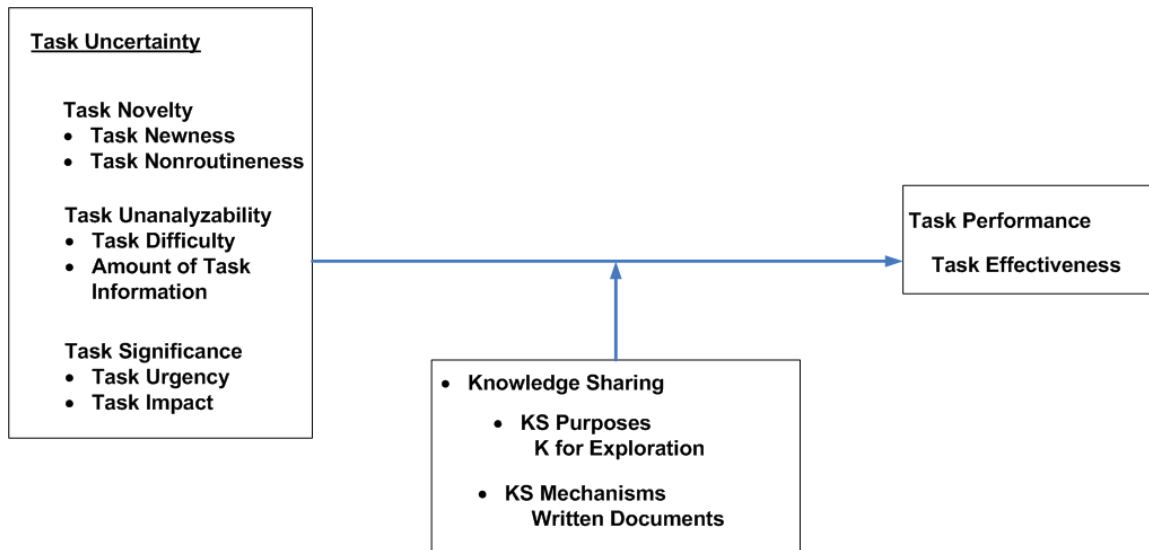 Task Uncertainty
Task Novelty
• Task Newness
• Task Nonroutineness
Task Unanalyzability
• Task Difficulty
• Amount of Task
Information
Task Significance
• Task Urgency
• Task Impact
Task Performance
Task Effectiveness
• Knowledge Sharing
• KS Purposes
K for Exploration
• KS Mechanisms
Written Documents